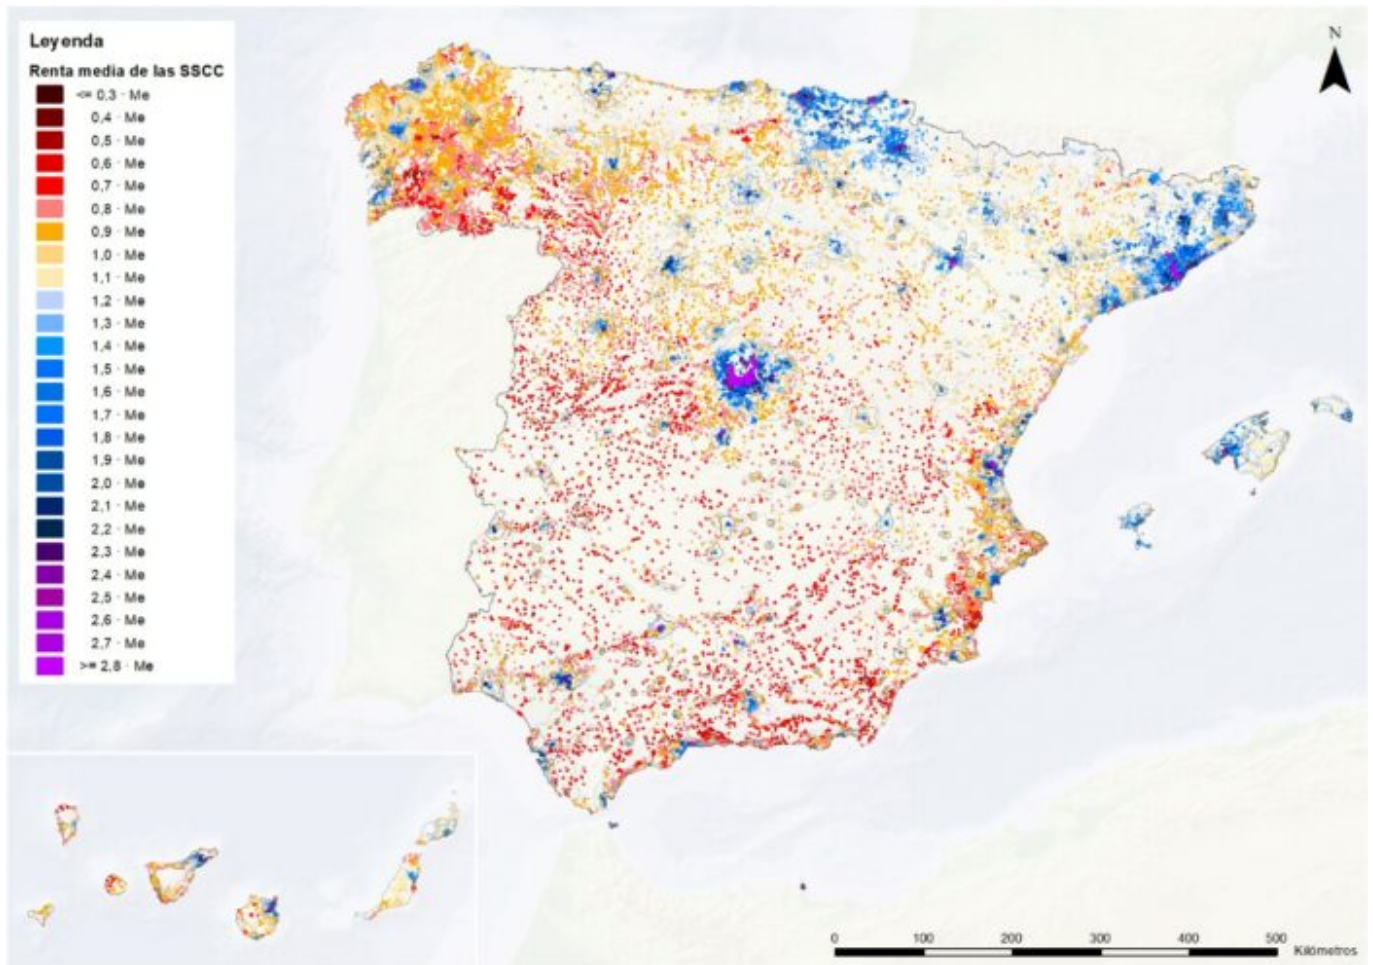 Leyenda
Renta media de las SSCC
<= 0,3 · Me
0,4 · Me
0,5 · Me
0,6 · Me
0,7 · Me
0,8 · Me
0,9 · Me
1,0 · Me
1,1 · Me
1,2 · Me
1,3 · Me
1,4 · Me
1,5 · Me
1,6 · Me
1,7 · Me
1,8 · Me
1,9 · Me
2,0 · Me
2,1 · Me
2,2 · Me
2,3 · Me
2,4 · Me
2,5 · Me
2,6 · Me
2,7 · Me
>= 2,8 · Me
N
0 100 200 300 400 500
Kilómetros